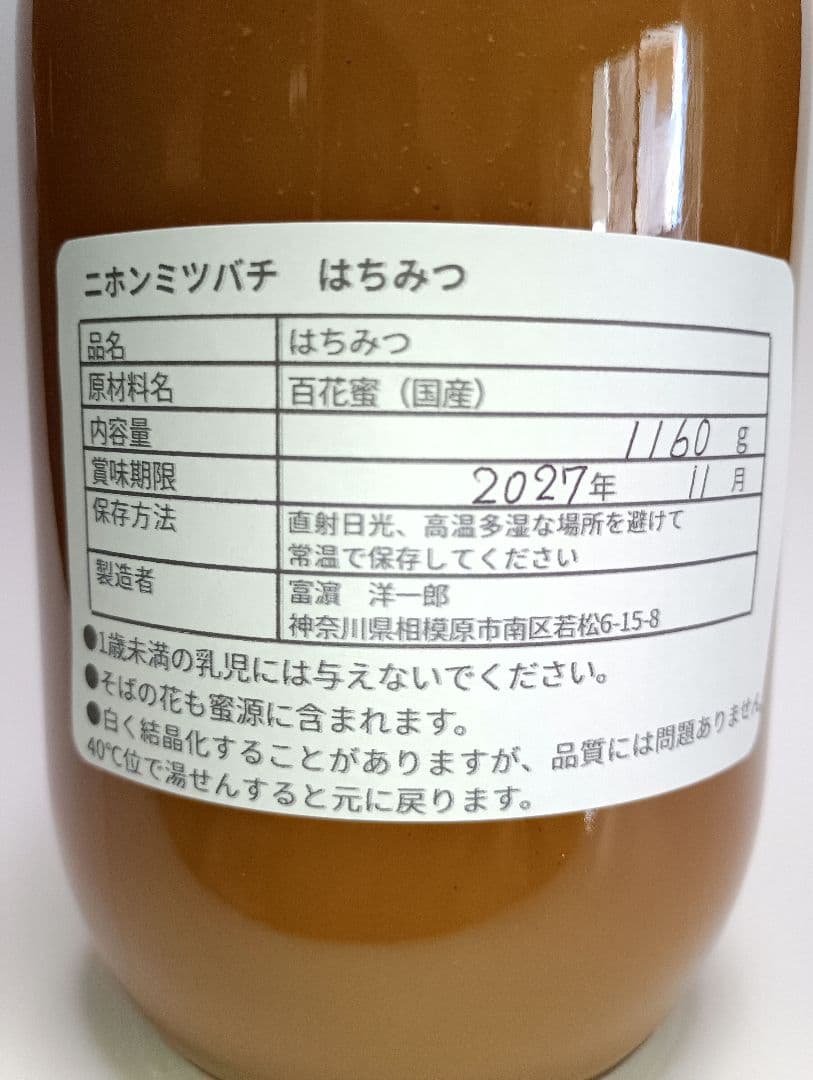 ニホンミツバチ　はちみつ
品名 はちみつ
原材料名 百花蜜（国産）
内容量 1160 g
賞味期限 2027年 11月
保存方法 直射日光、高温多湿な場所を避けて
常温で保存してください
製造者 富濵　洋一郎
神奈川県相模原市南区若松6-15-8
●1歳未満の乳児には与えないでください。
●そばの花も蜜源に含まれます。
●白く結晶化することがありますが、品質には問題ありません
40℃位で湯せんすると元に戻ります。